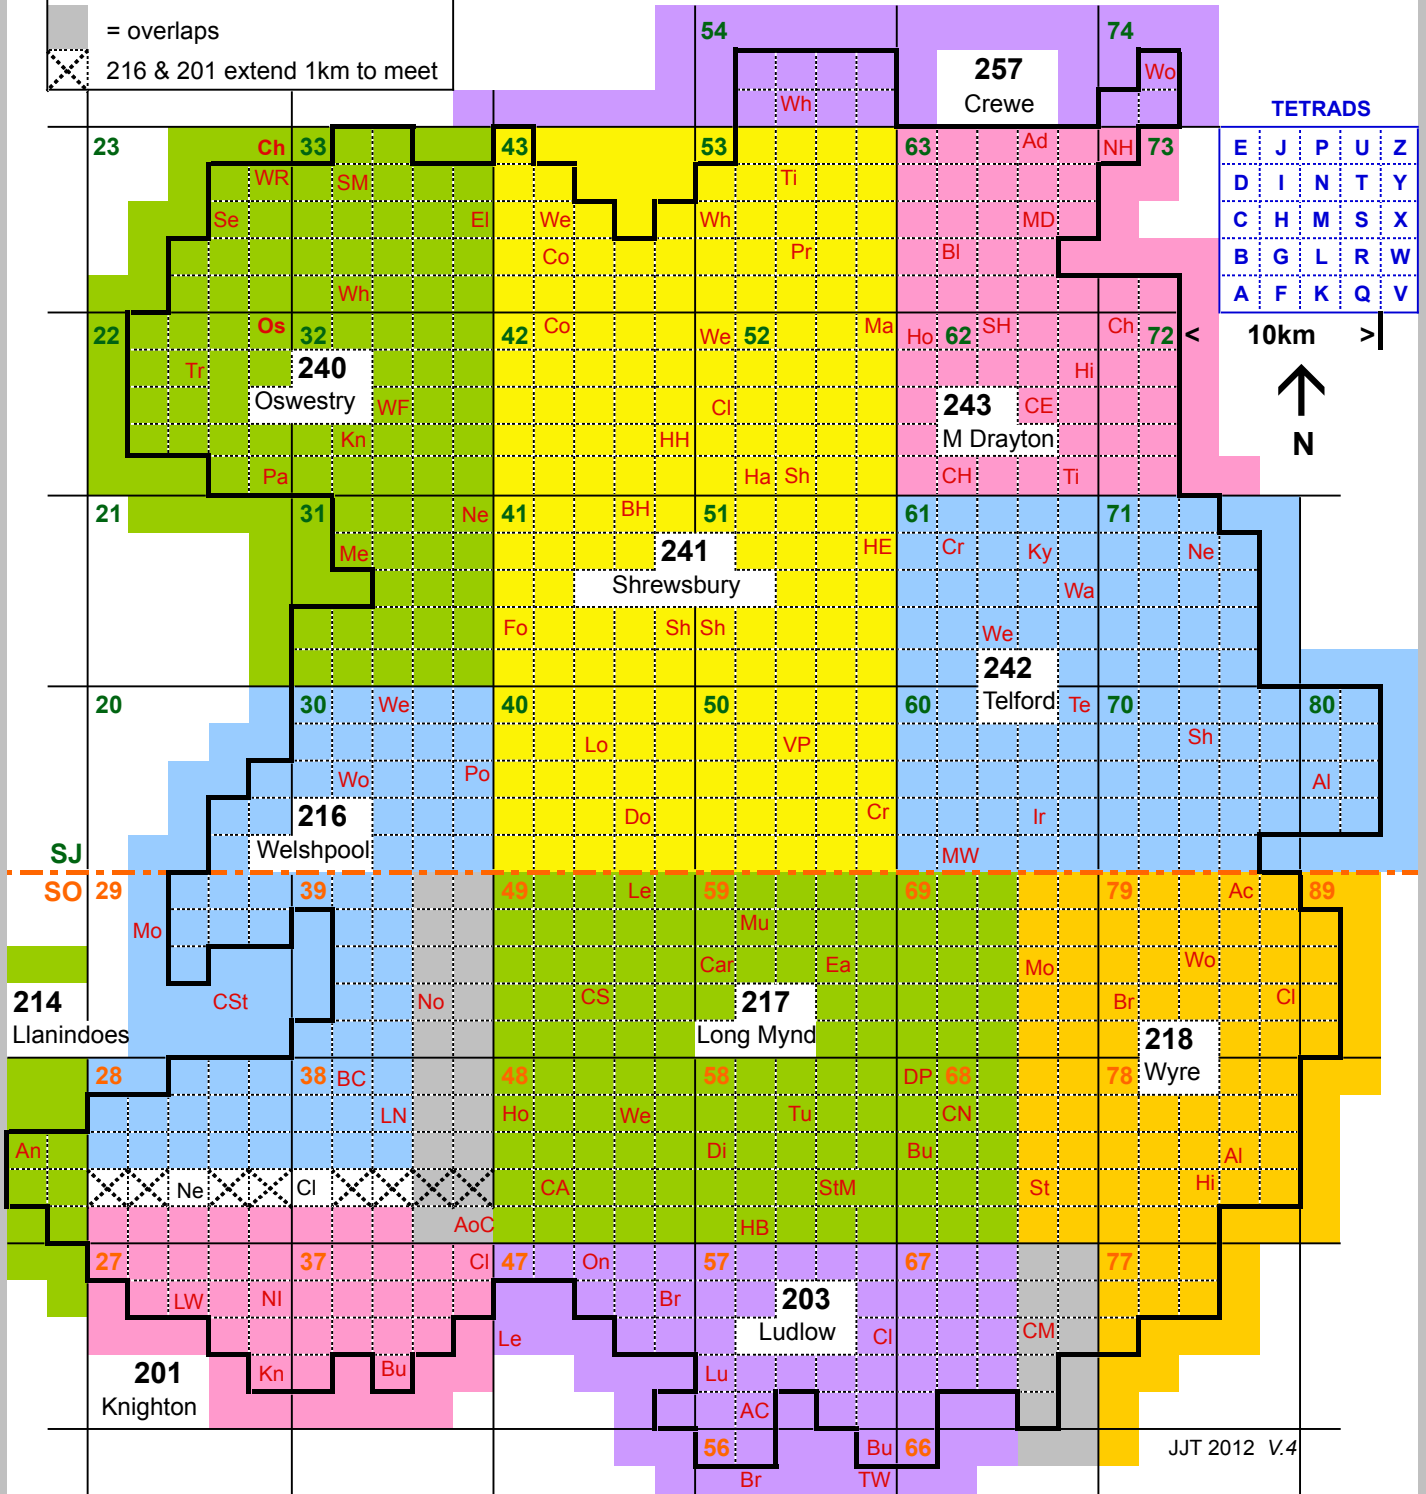 = overlaps
216 & 201 extend 1km to meet
54
74
257
Crewe
Wo
Wh
TETRADS
E J P U Z
D I N T Y
C H M S X
B G L R W
A F K Q V
< 10km >|
N
23 Ch 33 43 53 63 Ad NH 73
WR SM Ti
Se El We Wh MD
Co Pr Bl
Wh
22 Os 32 42 Co We 52 Ma Ho 62 SH Ch 72
Tr 240 Hi
Oswestry WF Cl 243 CE
Kn HH M Drayton
Pa Ha Sh CH Ti
21 31 Ne 41 BH 51 61 71
Me 241 HE Cr Ky Ne
Shrewsbury Wa
Fo Sh Sh We
242
20 30 We 40 50 60 Telford Te 70 80
Lo VP Sh
Wo Po Al
216 Do Cr Ir
SJ Welshpool MW
SO 29 39 49 Le 59 69 79 Ac 89
Mo Mu
Car Ea Mo Wo
214 CSt No CS 217 Br Cl
Llanindoes Long Mynd 218
28 38 BC 48 58 DP 68 78 Wyre
LN Ho We Tu CN
An Di Bu Al
Ne Cl CA StM St Hi
AoC HB
27 37 Cl 47 On 57 67 77
LW NI Br 203
Le Ludlow Cl CM
201 Kn Bu Lu
Knighton AC
56 Bu 66 JJT 2012 V.4
Br TW